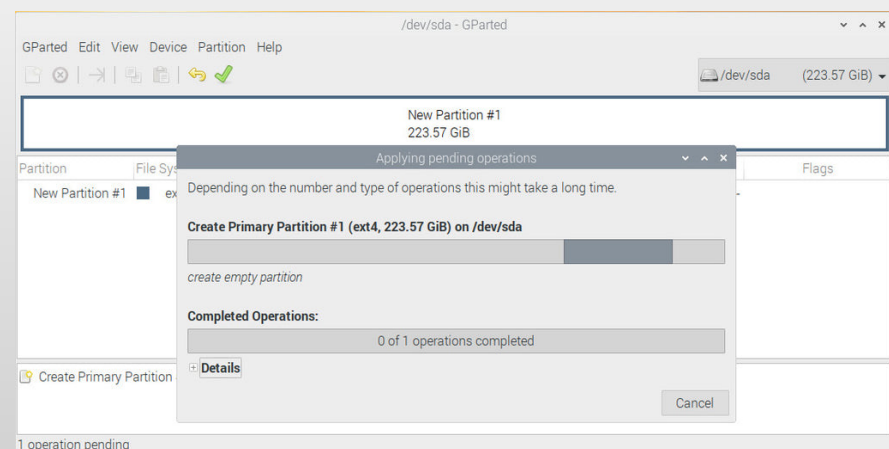 /dev/sda - GParted
GParted Edit View Device Partition Help
/dev/sda (223.57 GiB)
New Partition #1
223.57 GiB
Partition File Sy Flags
New Partition #1 ex -
Applying pending operations
Depending on the number and type of operations this might take a long time.
Create Primary Partition #1 (ext4, 223.57 GiB) on /dev/sda
create empty partition
Completed Operations:
0 of 1 operations completed
Details
Cancel
Create Primary Partition
1 operation pending